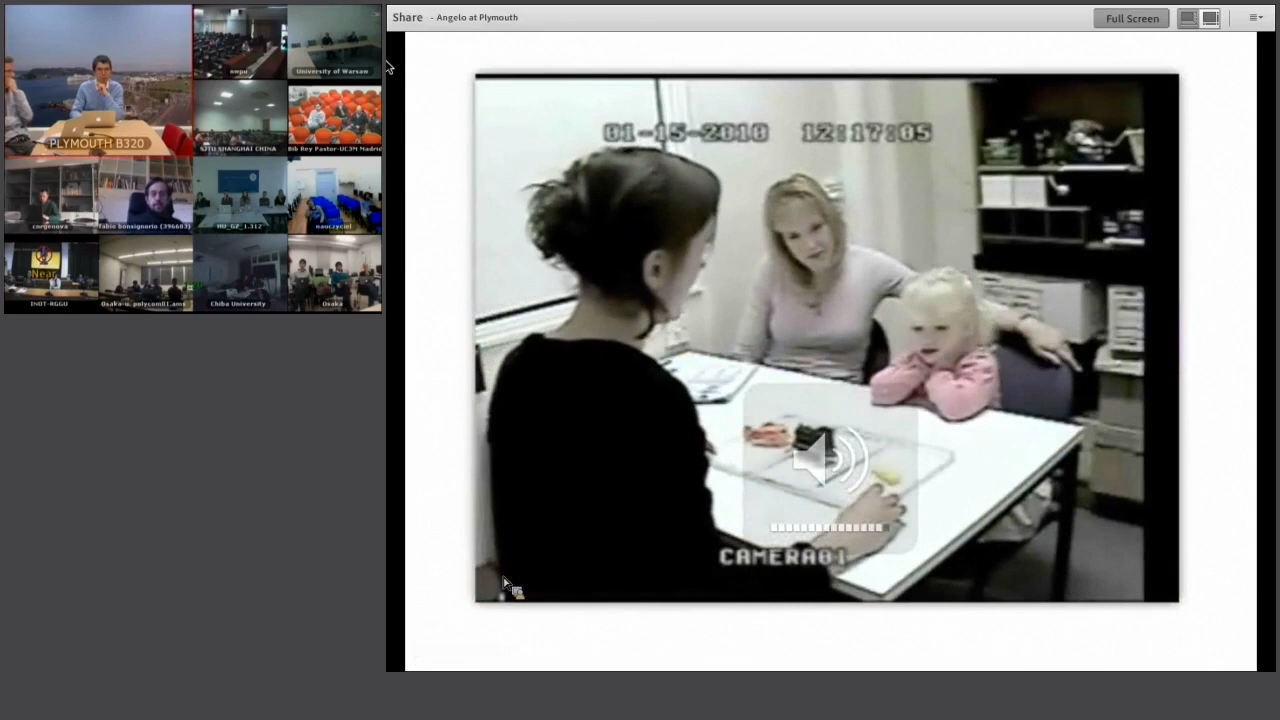 Share - Angelo at Plymouth
Full Screen
nwpu
University of Warsaw
PLYMOUTH B320
SJTU SHANGHAI CHINA
Bib Rey Pastor-UC3M Madrid
corgenova
fabio bonsignorio (396603)
HU_GZ_1.312
nauczyciel
Near
INOT-RGGU
Osaka-u. polycom01.ams
Chiba University
Osaka
01-15-2010 12:17:05
CAMERA01